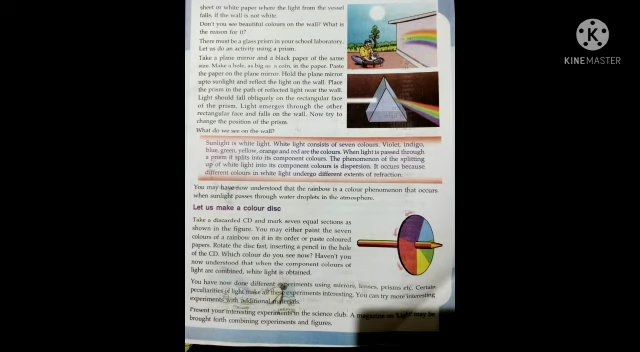 sheet or white paper where the light from the vessel
falls, if the wall is not white.
Don't you see beautiful colours on the wall? What is
the reason for it?
There must be a glass prism in your school laboratory.
Let us do an activity using a prism.
Take a plane mirror and a black paper of the same
size. Make a hole, as big as a coin, in the paper. Paste
the paper on the plane mirror. Hold the plane mirror
upto sunlight and reflect the light on the wall. Place
the prism in the path of reflected light near the wall.
Light should fall obliquely on the rectangular face
of the prism. Light emerges through the other
rectangular face and falls on the wall. Now try to
change the position of the prism.
What do we see on the wall?
Sunlight is white light. White light consists of seven colours. Violet, indigo,
blue, green, yellow, orange and red are the colours. When light is passed through
a prism it splits into its component colours. The phenomenon of the splitting
up of white light into its component colours is dispersion. It occurs because
different colours in white light undergo different extents of refraction.
You may have now understood that the rainbow is a colour phenomenon that occurs
when sunlight passes through water droplets in the atmosphere.
Let us make a colour disc
Take a discarded CD and mark seven equal sections as
shown in the figure. You may either paint the seven
colours of a rainbow on it in its order or paste coloured
papers. Rotate the disc fast, inserting a pencil in the hole
of the CD. Which colour do you see now? Haven't you
now understood that when the component colours of
light are combined, white light is obtained.
You have now done different experiments using mirrors, lenses, prisms etc. Certain
peculiarities of light make all these experiments interesting. You can try more interesting
experiments with additional materials.
Present your interesting experiments in the science club. A magazine on 'Light' may be
brought forth combining experiments and figures.
KINEMASTER